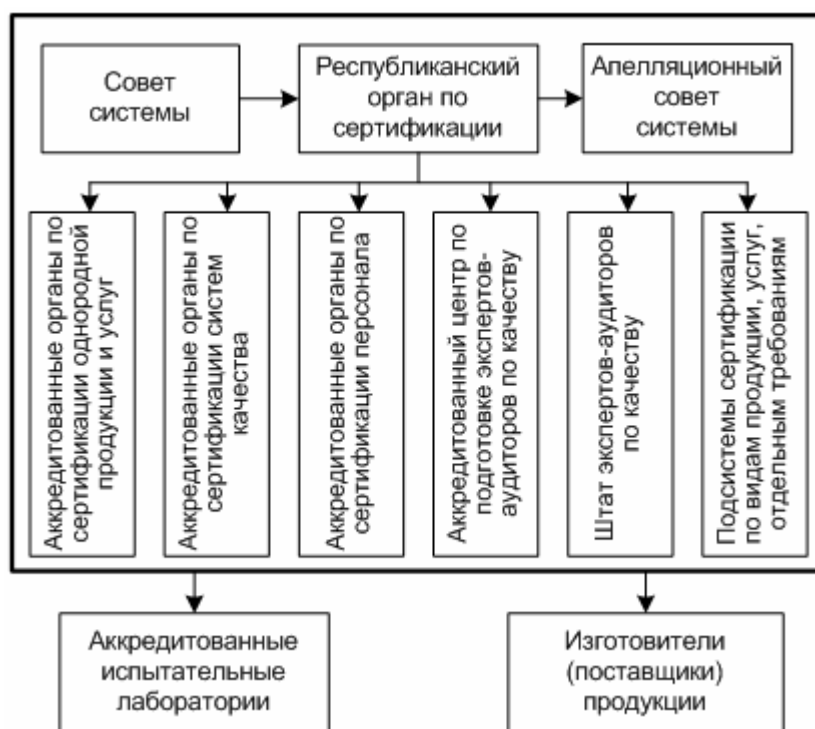 Совет
системы
Республиканский
орган по
сертификации
Апелляционный
совет
системы
Аккредитованные органы по
сертификации однородной
продукции и услуг
Аккредитованные органы по
сертификации систем
качества
Аккредитованные органы по
сертификации персонала
Аккредитованный центр по
подготовке экспертов-
аудиторов по качеству
Штат экспертов-аудиторов
по качеству
Подсистемы сертификации
по видам продукции, услуг,
отдельным требованиям
Аккредитованные
испытательные
лаборатории
Изготовители
(поставщики)
продукции